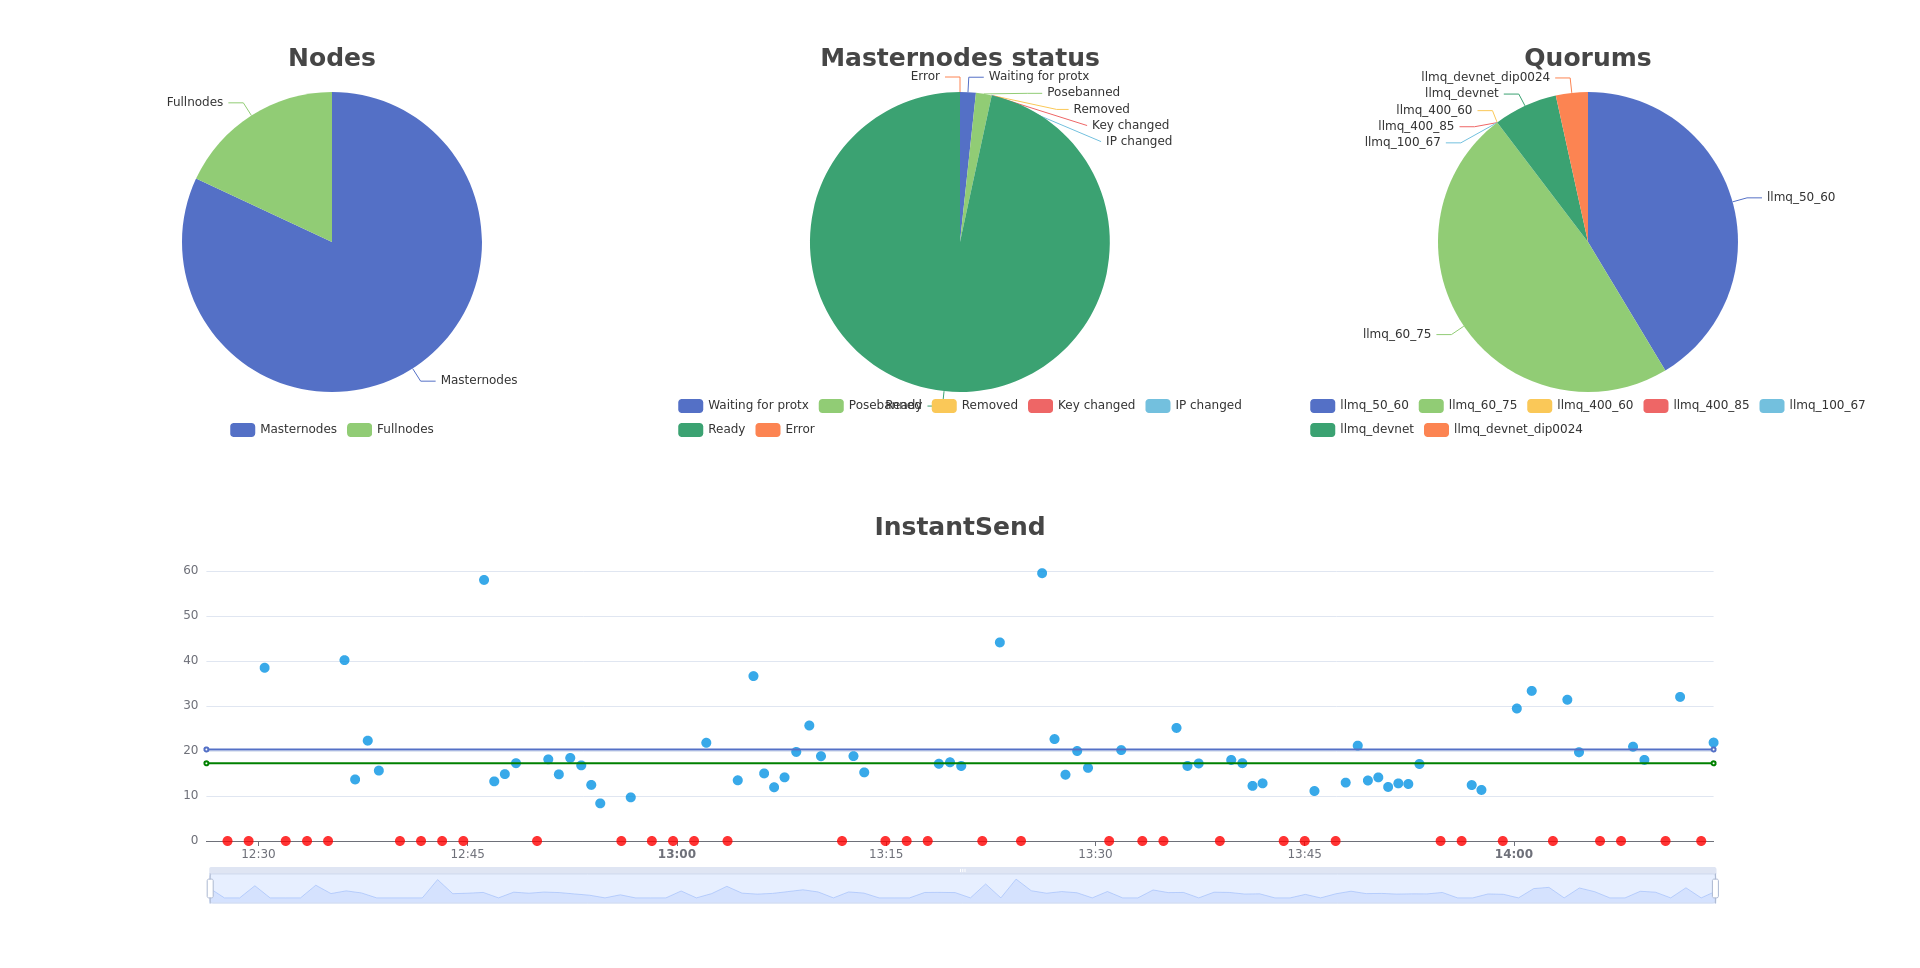 Nodes
Fullnodes
Masternodes
Masternodes Fullnodes
Masternodes status
Error Waiting for protx
Posebanned
Removed
Key changed
IP changed
Ready
Waiting for protx Posebanned Removed Key changed IP changed
Ready Error
Quorums
llmq_devnet_dip0024
llmq_devnet
llmq_400_60
llmq_400_85
llmq_100_67
llmq_50_60
llmq_60_75
llmq_50_60 llmq_60_75 llmq_400_60 llmq_400_85 llmq_100_67
llmq_devnet llmq_devnet_dip0024
InstantSend
60
50
40
30
20
10
0
12:30 12:45 13:00 13:15 13:30 13:45 14:00